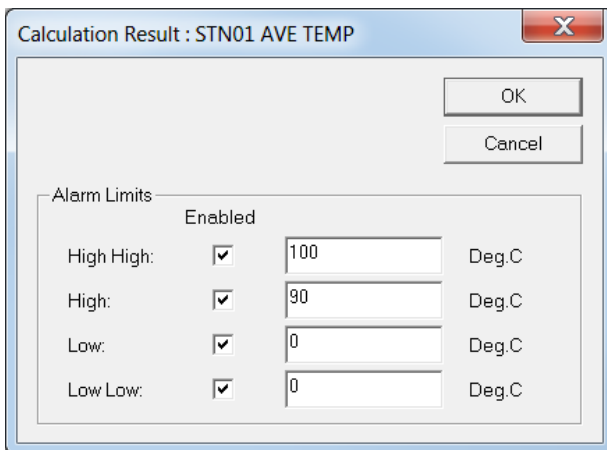 Calculation Result : STN01 AVE TEMP
OK
Cancel
Alarm Limits
Enabled
High High: 100 Deg.C
High: 90 Deg.C
Low: 0 Deg.C
Low Low: 0 Deg.C